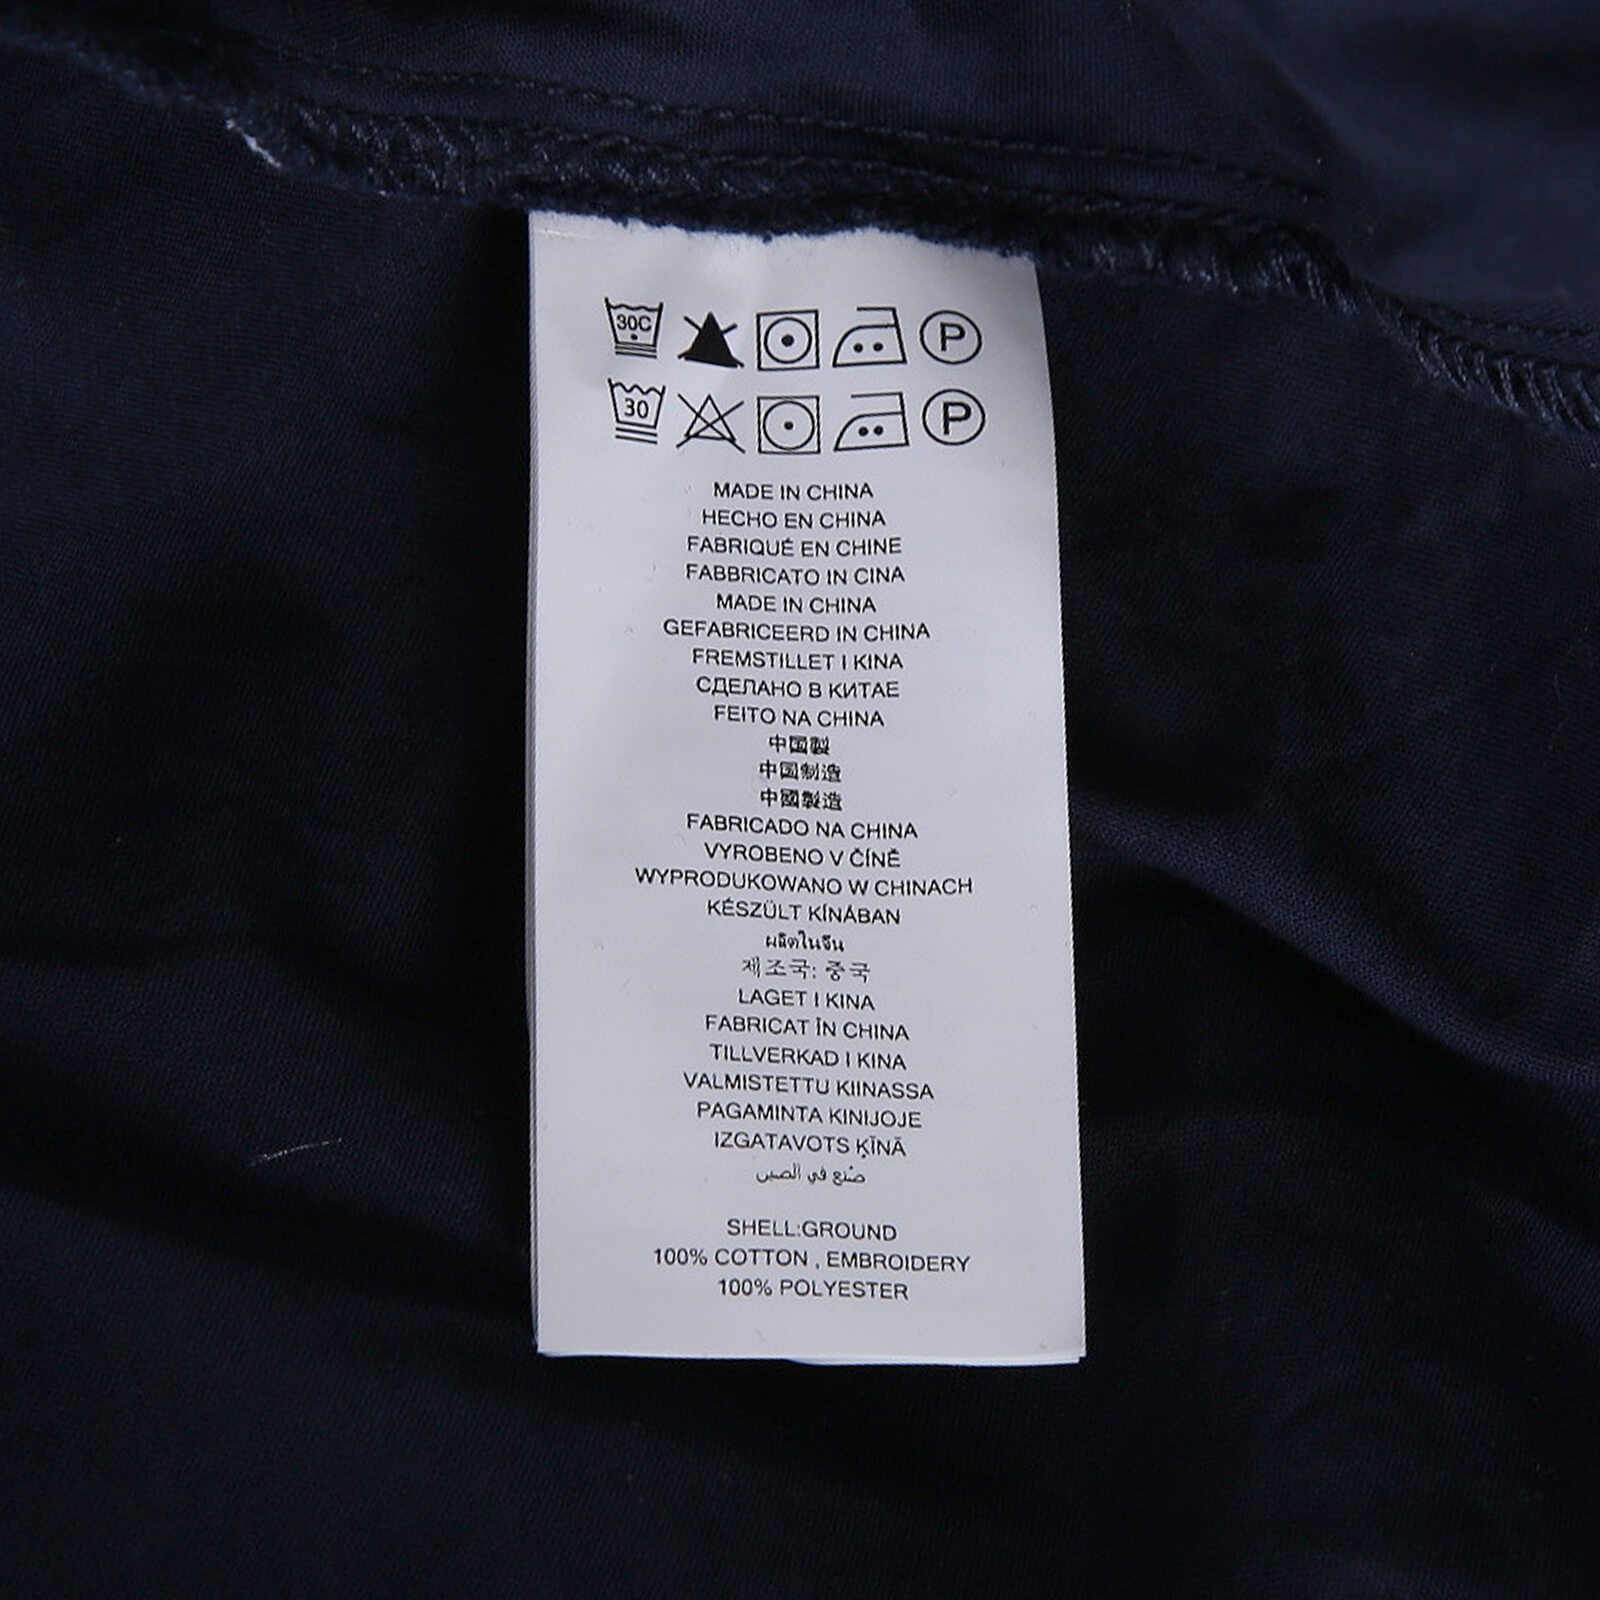 30C P
30 P
MADE IN CHINA
HECHO EN CHINA
FABRIQUÉ EN CHINE
FABBRICATO IN CINA
MADE IN CHINA
GEFABRICEERD IN CHINA
FREMSTILLET I KINA
СДЕЛАНО В КИТАЕ
FEITO NA CHINA
中国製
中国制造
中國製造
FABRICADO NA CHINA
VYROBENO V ČÍNĚ
WYPRODUKOWANO W CHINACH
KÉSZÜLT KÍNÁBAN
ผลิตในจีน
제조국: 중국
LAGET I KINA
FABRICAT ÎN CHINA
TILLVERKAD I KINA
VALMISTETTU KIINASSA
PAGAMINTA KINIJOJE
IZGATAVOTS ĶĪNĀ
صُنع في الصين
SHELL:GROUND
100% COTTON , EMBROIDERY
100% POLYESTER